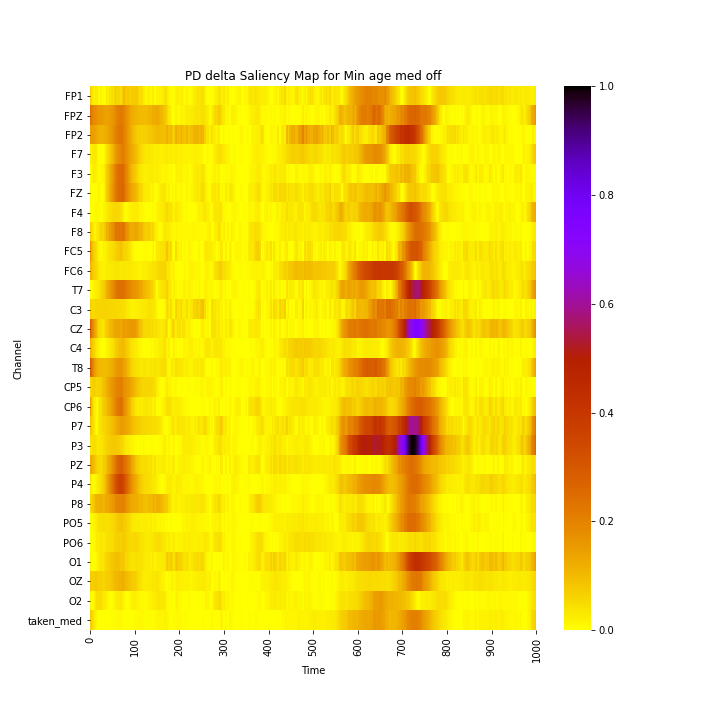 PD delta Saliency Map for Min age med off
FP1
FPZ
FP2
F7
F3
FZ
F4
F8
FC5
FC6
T7
C3
CZ
C4
T8
CP5
CP6
P7
P3
PZ
P4
P8
PO5
PO6
O1
OZ
O2
taken_med
Channel
0
100
200
300
400
500
600
700
800
900
1000
Time
1.0
0.8
0.6
0.4
0.2
0.0